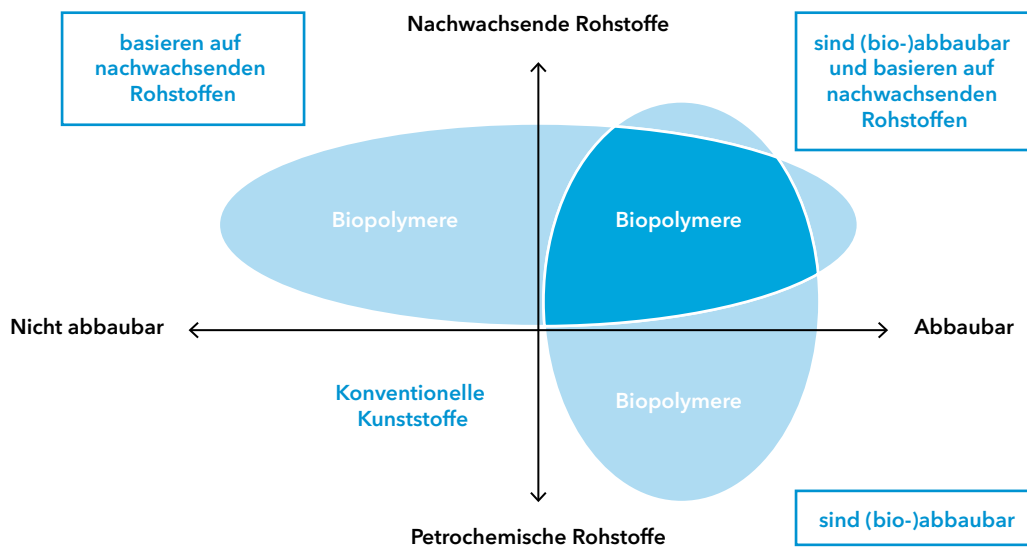 basieren auf
nachwachsenden
Rohstoffen
Nachwachsende Rohstoffe
sind (bio-)abbaubar
und basieren auf
nachwachsenden
Rohstoffen
Biopolymere
Biopolymere
Nicht abbaubar
Abbaubar
Konventionelle
Kunststoffe
Biopolymere
Petrochemische Rohstoffe
sind (bio-)abbaubar